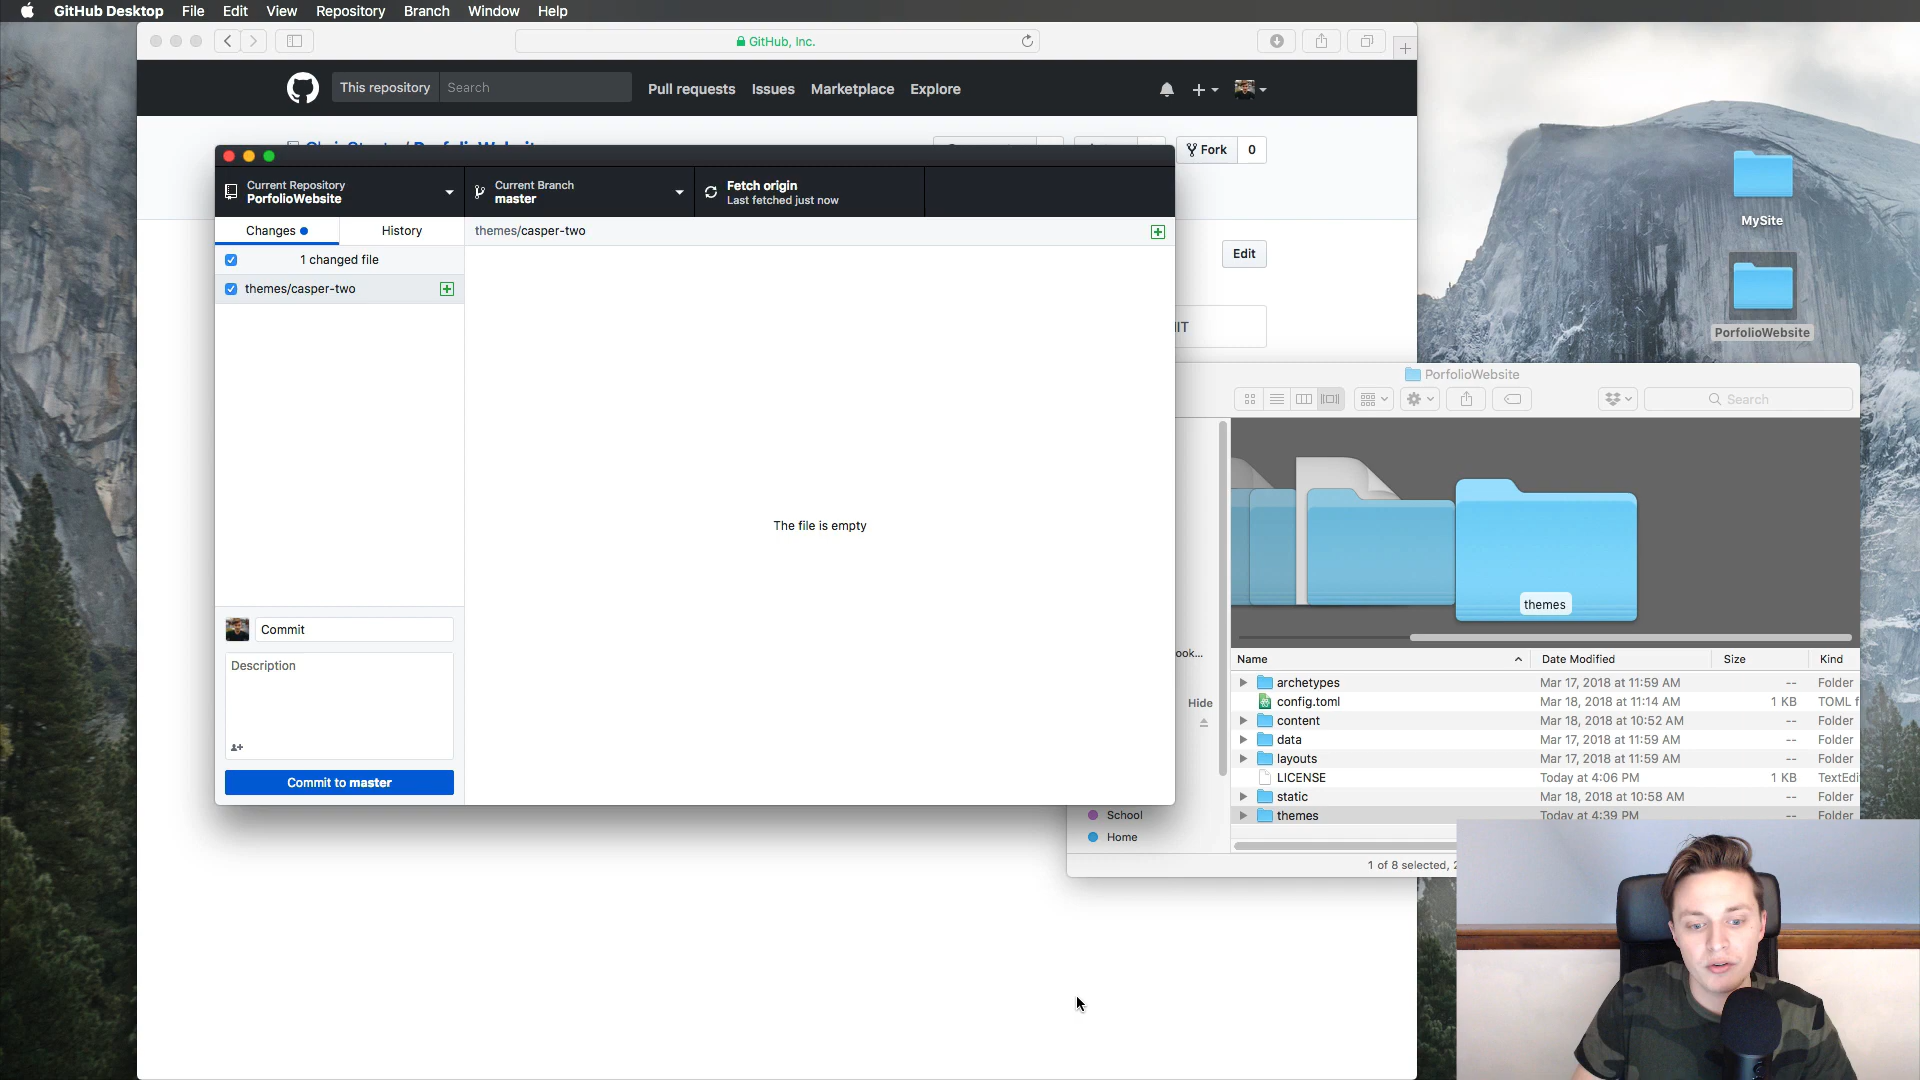 GitHub Desktop File Edit View Repository Branch Window Help
GitHub, Inc.
This repository Search Pull requests Issues Marketplace Explore
Fork 0
Current Repository
PorfolioWebsite
Current Branch
master
Fetch origin
Last fetched just now
Changes History
themes/casper-two
1 changed file
themes/casper-two
Edit
The file is empty
Commit
Description
Commit to master
MySite
PorfolioWebsite
PorfolioWebsite
Search
themes
ook...
Hide
School
Home
Name Date Modified Size Kind
archetypes Mar 17, 2018 at 11:59 AM -- Folder
config.toml Mar 18, 2018 at 11:14 AM 1 KB TOML f
content Mar 18, 2018 at 10:52 AM -- Folder
data Mar 17, 2018 at 11:59 AM -- Folder
layouts Mar 17, 2018 at 11:59 AM -- Folder
LICENSE Today at 4:06 PM 1 KB TextEdi
static Mar 18, 2018 at 10:58 AM -- Folder
themes Today at 4:39 PM -- Folder
1 of 8 selected, 2